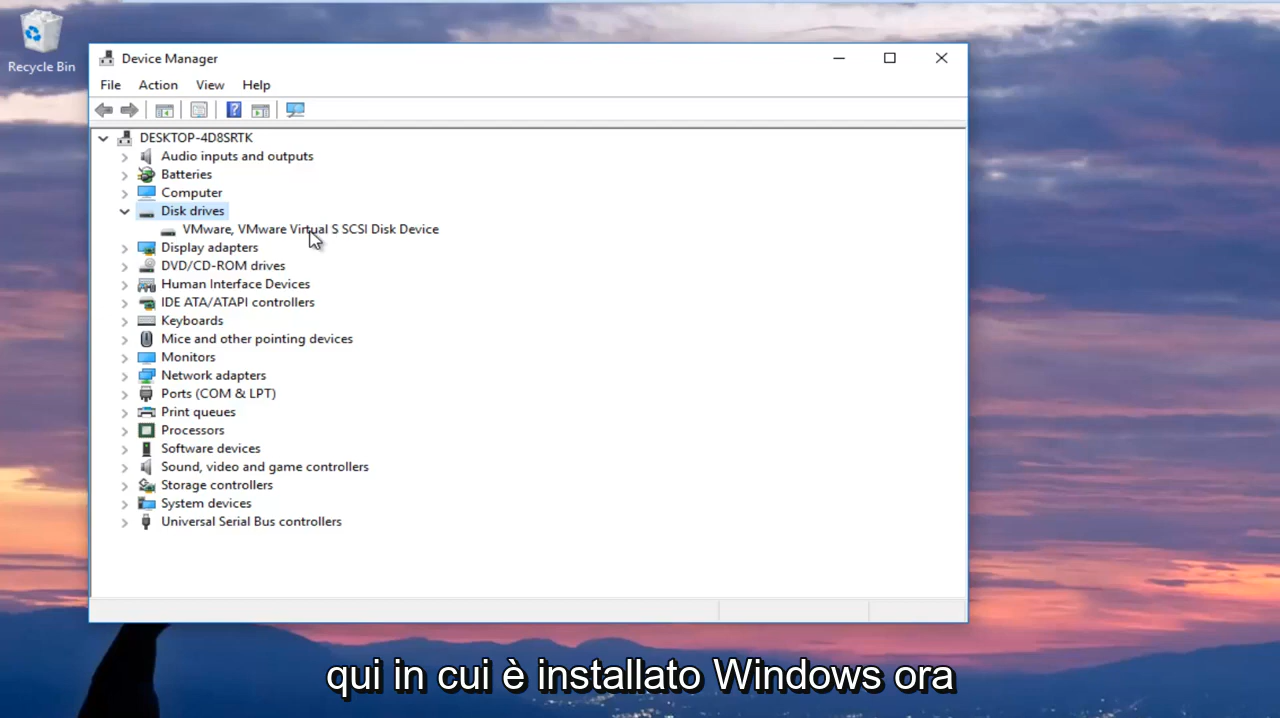 Recycle Bin
Device Manager
File Action View Help
DESKTOP-4D8SRTK
Audio inputs and outputs
Batteries
Computer
Disk drives
VMware, VMware Virtual S SCSI Disk Device
Display adapters
DVD/CD-ROM drives
Human Interface Devices
IDE ATA/ATAPI controllers
Keyboards
Mice and other pointing devices
Monitors
Network adapters
Ports (COM & LPT)
Print queues
Processors
Software devices
Sound, video and game controllers
Storage controllers
System devices
Universal Serial Bus controllers
qui in cui è installato Windows ora